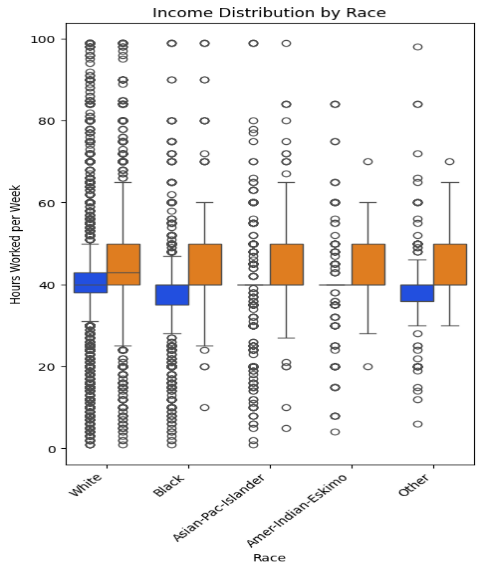 Income Distribution by Race
100
80
60
40
20
0
Hours Worked per Week
White
Black
Asian-Pac-Islander
Amer-Indian-Eskimo
Other
Race